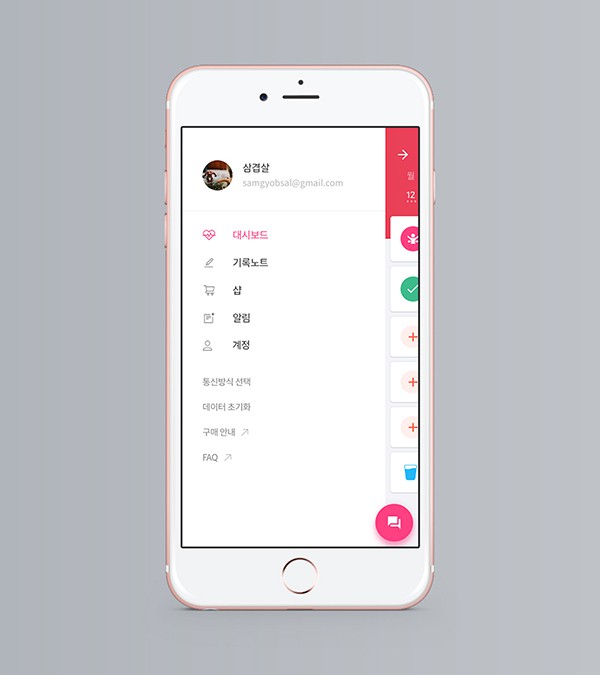 삼겹살
samgyobsal@gmail.com
월
12
대시보드
기록노트
샵
알림
계정
통신방식 선택
데이터 초기화
구매 안내
FAQ